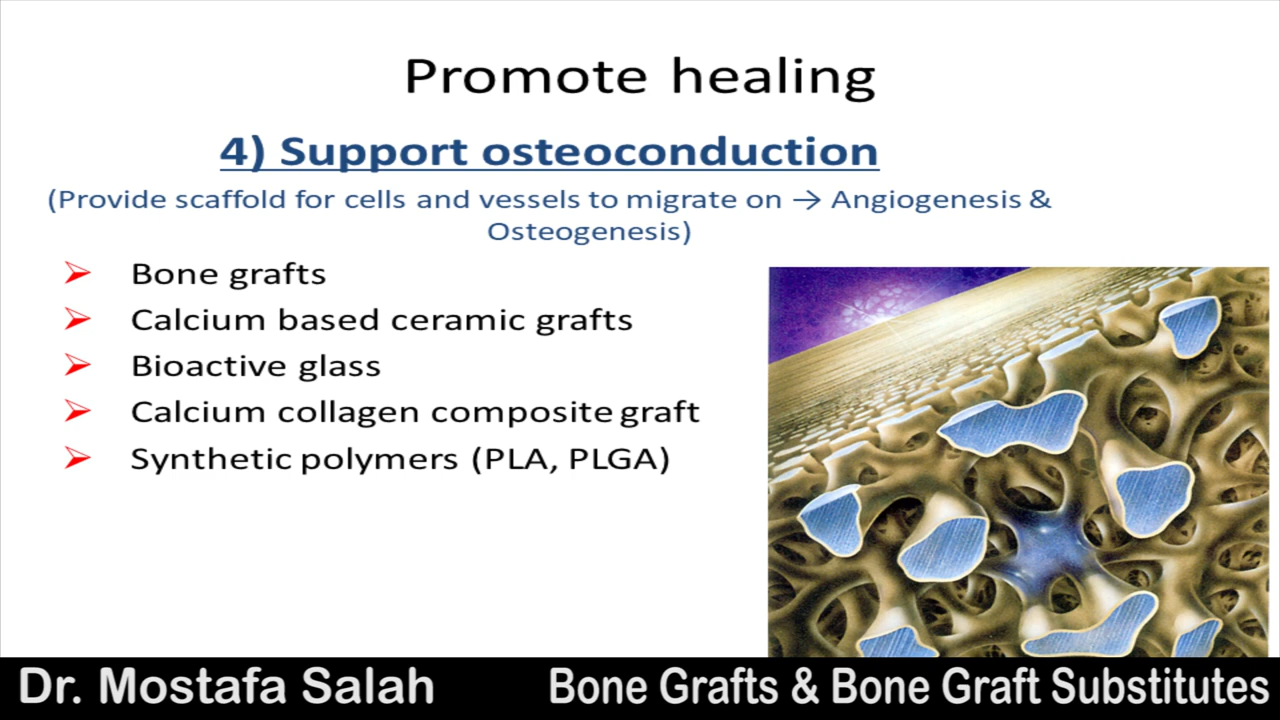 Promote healing
4) Support osteoconduction
(Provide scaffold for cells and vessels to migrate on → Angiogenesis &
Osteogenesis)
➢ Bone grafts
➢ Calcium based ceramic grafts
➢ Bioactive glass
➢ Calcium collagen composite graft
➢ Synthetic polymers (PLA, PLGA)
Dr. Mostafa Salah
Bone Grafts & Bone Graft Substitutes